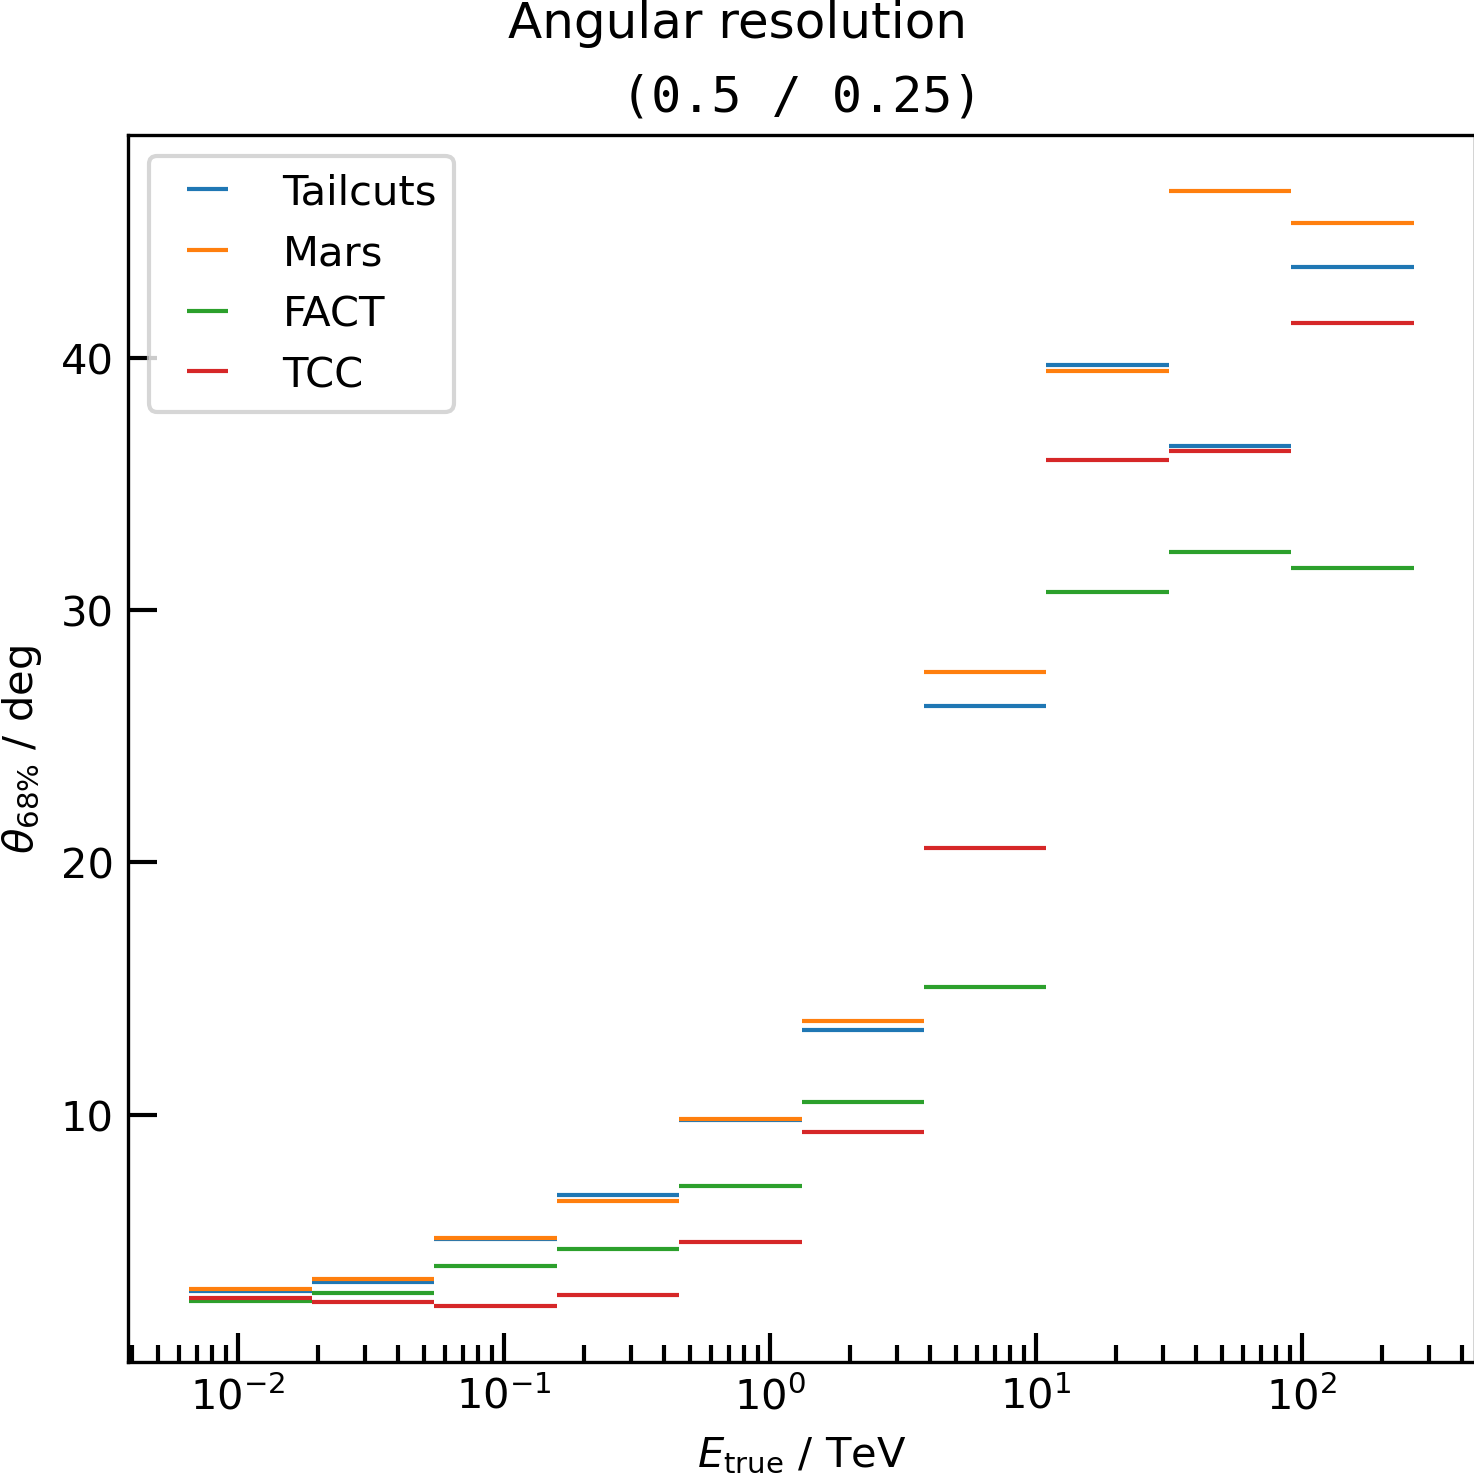 Angular resolution
(0.5 / 0.25)
Tailcuts
Mars
FACT
TCC
40
30
20
10
θ68% / deg
10⁻² 10⁻¹ 10⁰ 10¹ 10²
Etrue / TeV